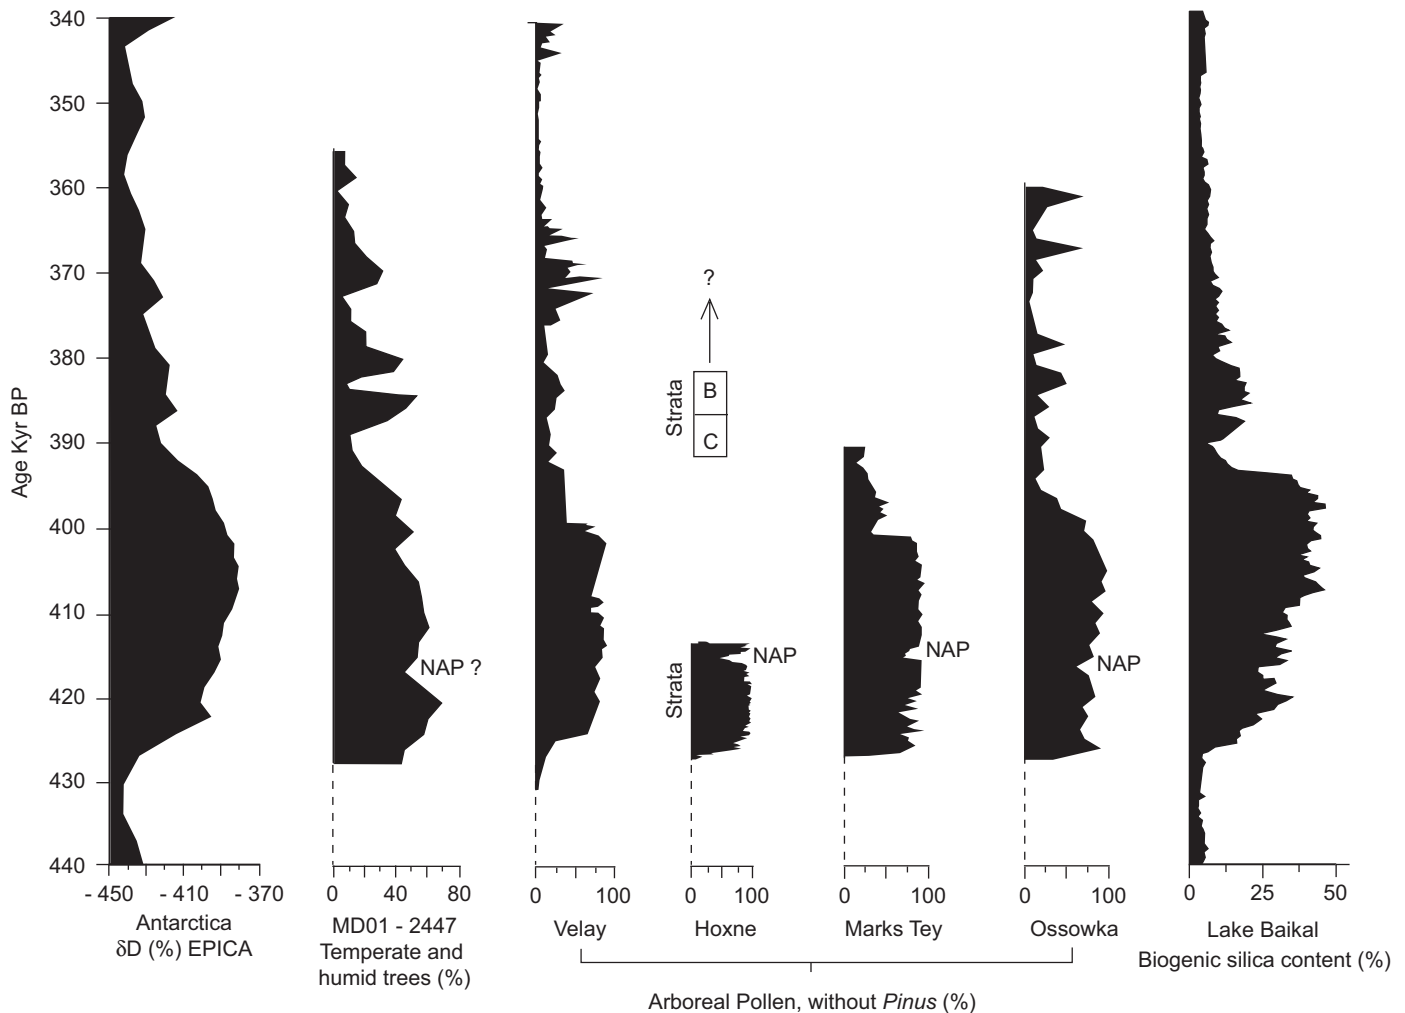 340
350
360
370
380
390
400
410
420
430
440
Age Kyr BP
- 450
- 410
- 370
Antarctica
δD (%) EPICA
NAP ?
0
40
80
MD01 - 2447
Temperate and
humid trees (%)
0
100
Velay
?
Strata
B
C
Strata
NAP
0
100
Hoxne
NAP
0
100
Marks Tey
NAP
0
100
Ossowka
Arboreal Pollen, without Pinus (%)
0
25
50
Lake Baikal
Biogenic silica content (%)